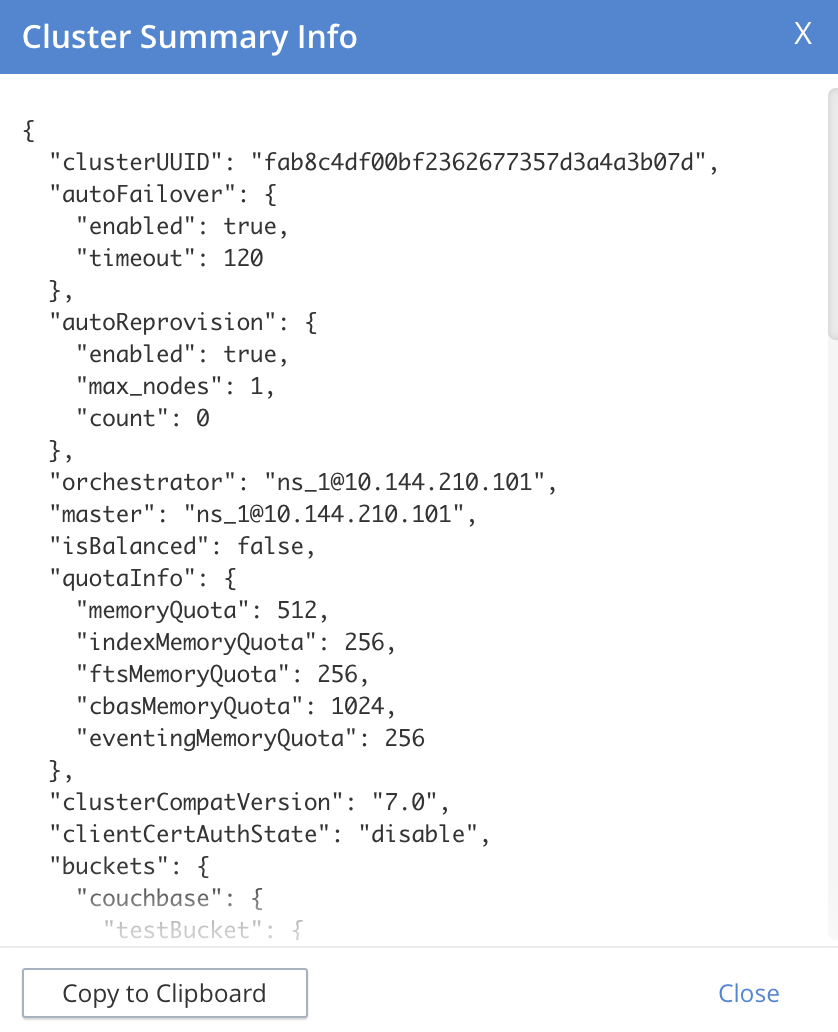 Cluster Summary Info
X
{
  "clusterUUID": "fab8c4df00bf2362677357d3a4a3b07d",
  "autoFailover": {
    "enabled": true,
    "timeout": 120
  },
  "autoReprovision": {
    "enabled": true,
    "max_nodes": 1,
    "count": 0
  },
  "orchestrator": "ns_1@10.144.210.101",
  "master": "ns_1@10.144.210.101",
  "isBalanced": false,
  "quotaInfo": {
    "memoryQuota": 512,
    "indexMemoryQuota": 256,
    "ftsMemoryQuota": 256,
    "cbasMemoryQuota": 1024,
    "eventingMemoryQuota": 256
  },
  "clusterCompatVersion": "7.0",
  "clientCertAuthState": "disable",
  "buckets": {
    "couchbase": {
      "testBucket": {
Copy to Clipboard
Close